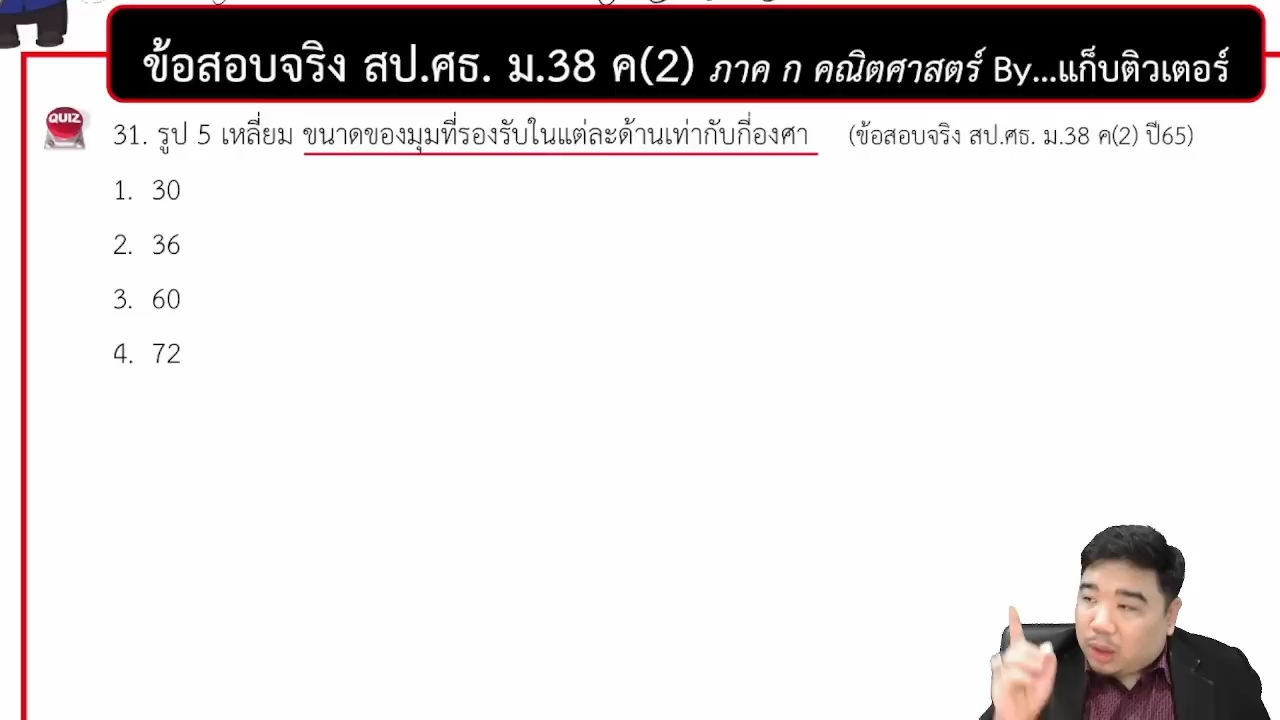 ข้อสอบจริง สป.ศธ. ม.38 ค(2) ภาค ก คณิตศาสตร์ By...แก็บติวเตอร์
QUIZ
31. รูป 5 เหลี่ยม ขนาดของมุมที่รองรับในแต่ละด้านเท่ากับกี่องศา (ข้อสอบจริง สป.ศธ. ม.38 ค(2) ปี65)
1. 30
2. 36
3. 60
4. 72